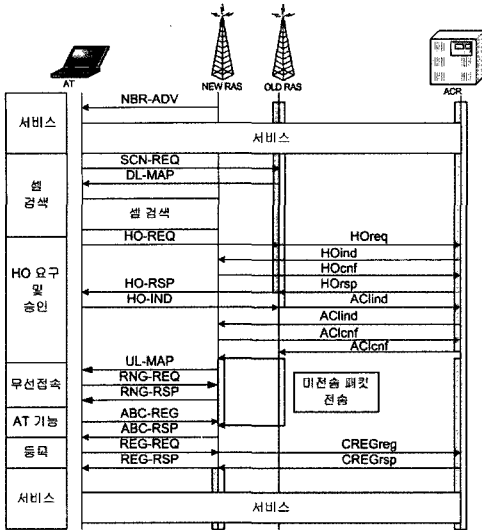 AT
NEW RAS
OLD RAS
ACR
서비스
NBR-ADV
서비스
셀
검색
SCN-REQ
DL-MAP
셀 검색
HO 요구
및
승인
HO-REQ
HOreq
HOind
HOcnf
HO-RSP
HOrsp
HO-IND
ACIind
ACIind
ACIcnf
ACIcnf
무선접속
UL-MAP
RNG-REQ
RNG-RSP
미전송 패킷
전송
AT 기능
ABC-REG
ABC-RSP
등록
REG-REQ
CREGreg
REG-RSP
CREGrsp
서비스
서비스